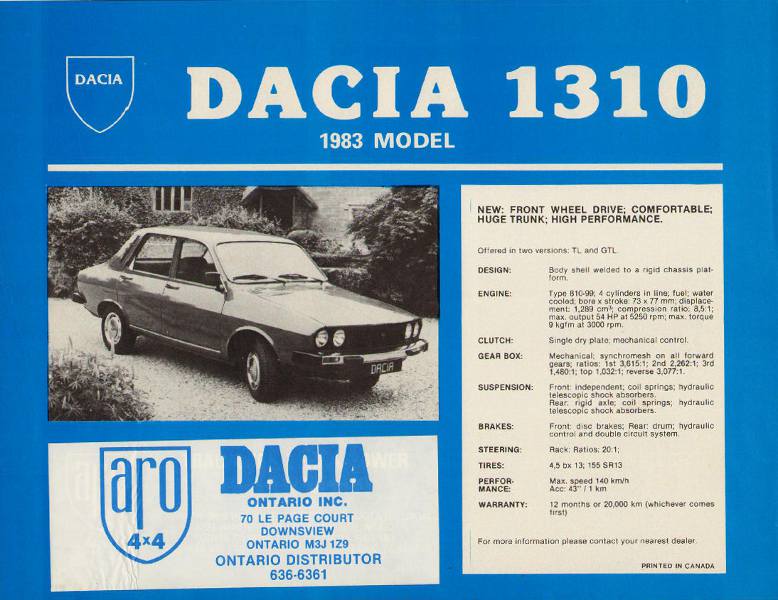 DACIA
DACIA 1310
1983 MODEL
NEW: FRONT WHEEL DRIVE; COMFORTABLE;
HUGE TRUNK; HIGH PERFORMANCE.
Offered in two versions: TL and GTL.
DESIGN: Body shell welded to a rigid chassis plat-
form.
ENGINE: Type 810-99; 4 cylinders in line; fuel; water
cooled; bore x stroke: 73 x 77 mm; displace-
ment: 1,289 cm³; compression ratio: 8,5:1;
max. output 54 HP at 5250 rpm; max. torque
9 kgfm at 3000 rpm.
CLUTCH: Single dry plate; mechanical control.
GEAR BOX: Mechanical; synchromesh on all forward
gears; ratios: 1st 3,615:1; 2nd 2,262:1; 3rd
1,480:1; top 1,032:1; reverse 3,077:1.
SUSPENSION: Front: independent; coil springs; hydraulic
telescopic shock absorbers.
Rear: rigid axle; coil springs; hydraulic
telescopic shock absorbers.
BRAKES: Front: disc brakes; Rear: drum; hydraulic
control and double circuit system.
STEERING: Rack: Ratios: 20:1;
TIRES: 4,5 bx 13; 155 SR13
PERFOR-
MANCE: Max. speed 140 km/h
Acc: 43" / 1 km
WARRANTY: 12 months or 20,000 km (whichever comes
first)
For more information please contact your nearest dealer.
PRINTED IN CANADA
DACIA
aro
4x4
DACIA
ONTARIO INC.
70 LE PAGE COURT
DOWNSVIEW
ONTARIO M3J 1Z9
ONTARIO DISTRIBUTOR
636-6361